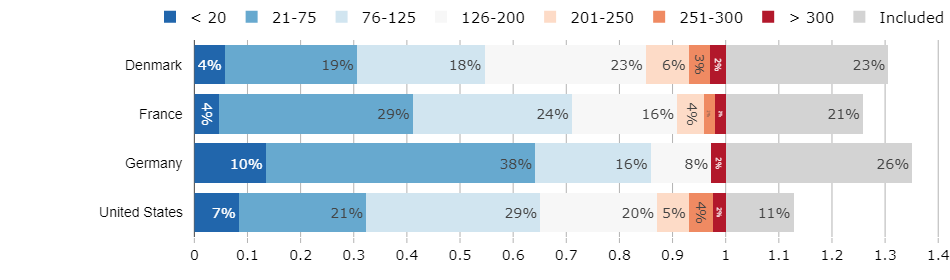 < 20 21-75 76-125 126-200 201-250 251-300 > 300 Included
Denmark 4% 19% 18% 23% 6% 3% 2% 23%
France 4% 29% 24% 16% 4% 21%
Germany 10% 38% 16% 8% 2% 26%
United States 7% 21% 29% 20% 5% 4% 2% 11%
0 0.1 0.2 0.3 0.4 0.5 0.6 0.7 0.8 0.9 1 1.1 1.2 1.3 1.4